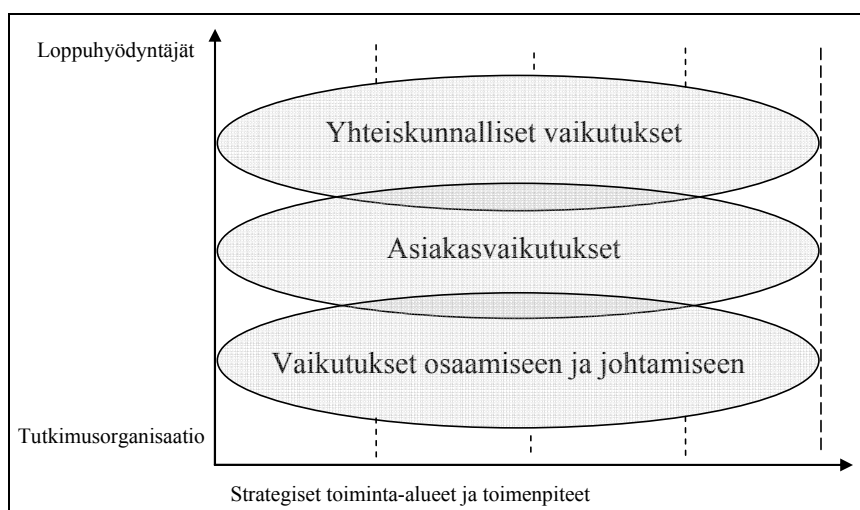 Loppuhyödyntäjät
Yhteiskunnalliset vaikutukset
Asiakasvaikutukset
Vaikutukset osaamiseen ja johtamiseen
Tutkimusorganisaatio
Strategiset toiminta-alueet ja toimenpiteet